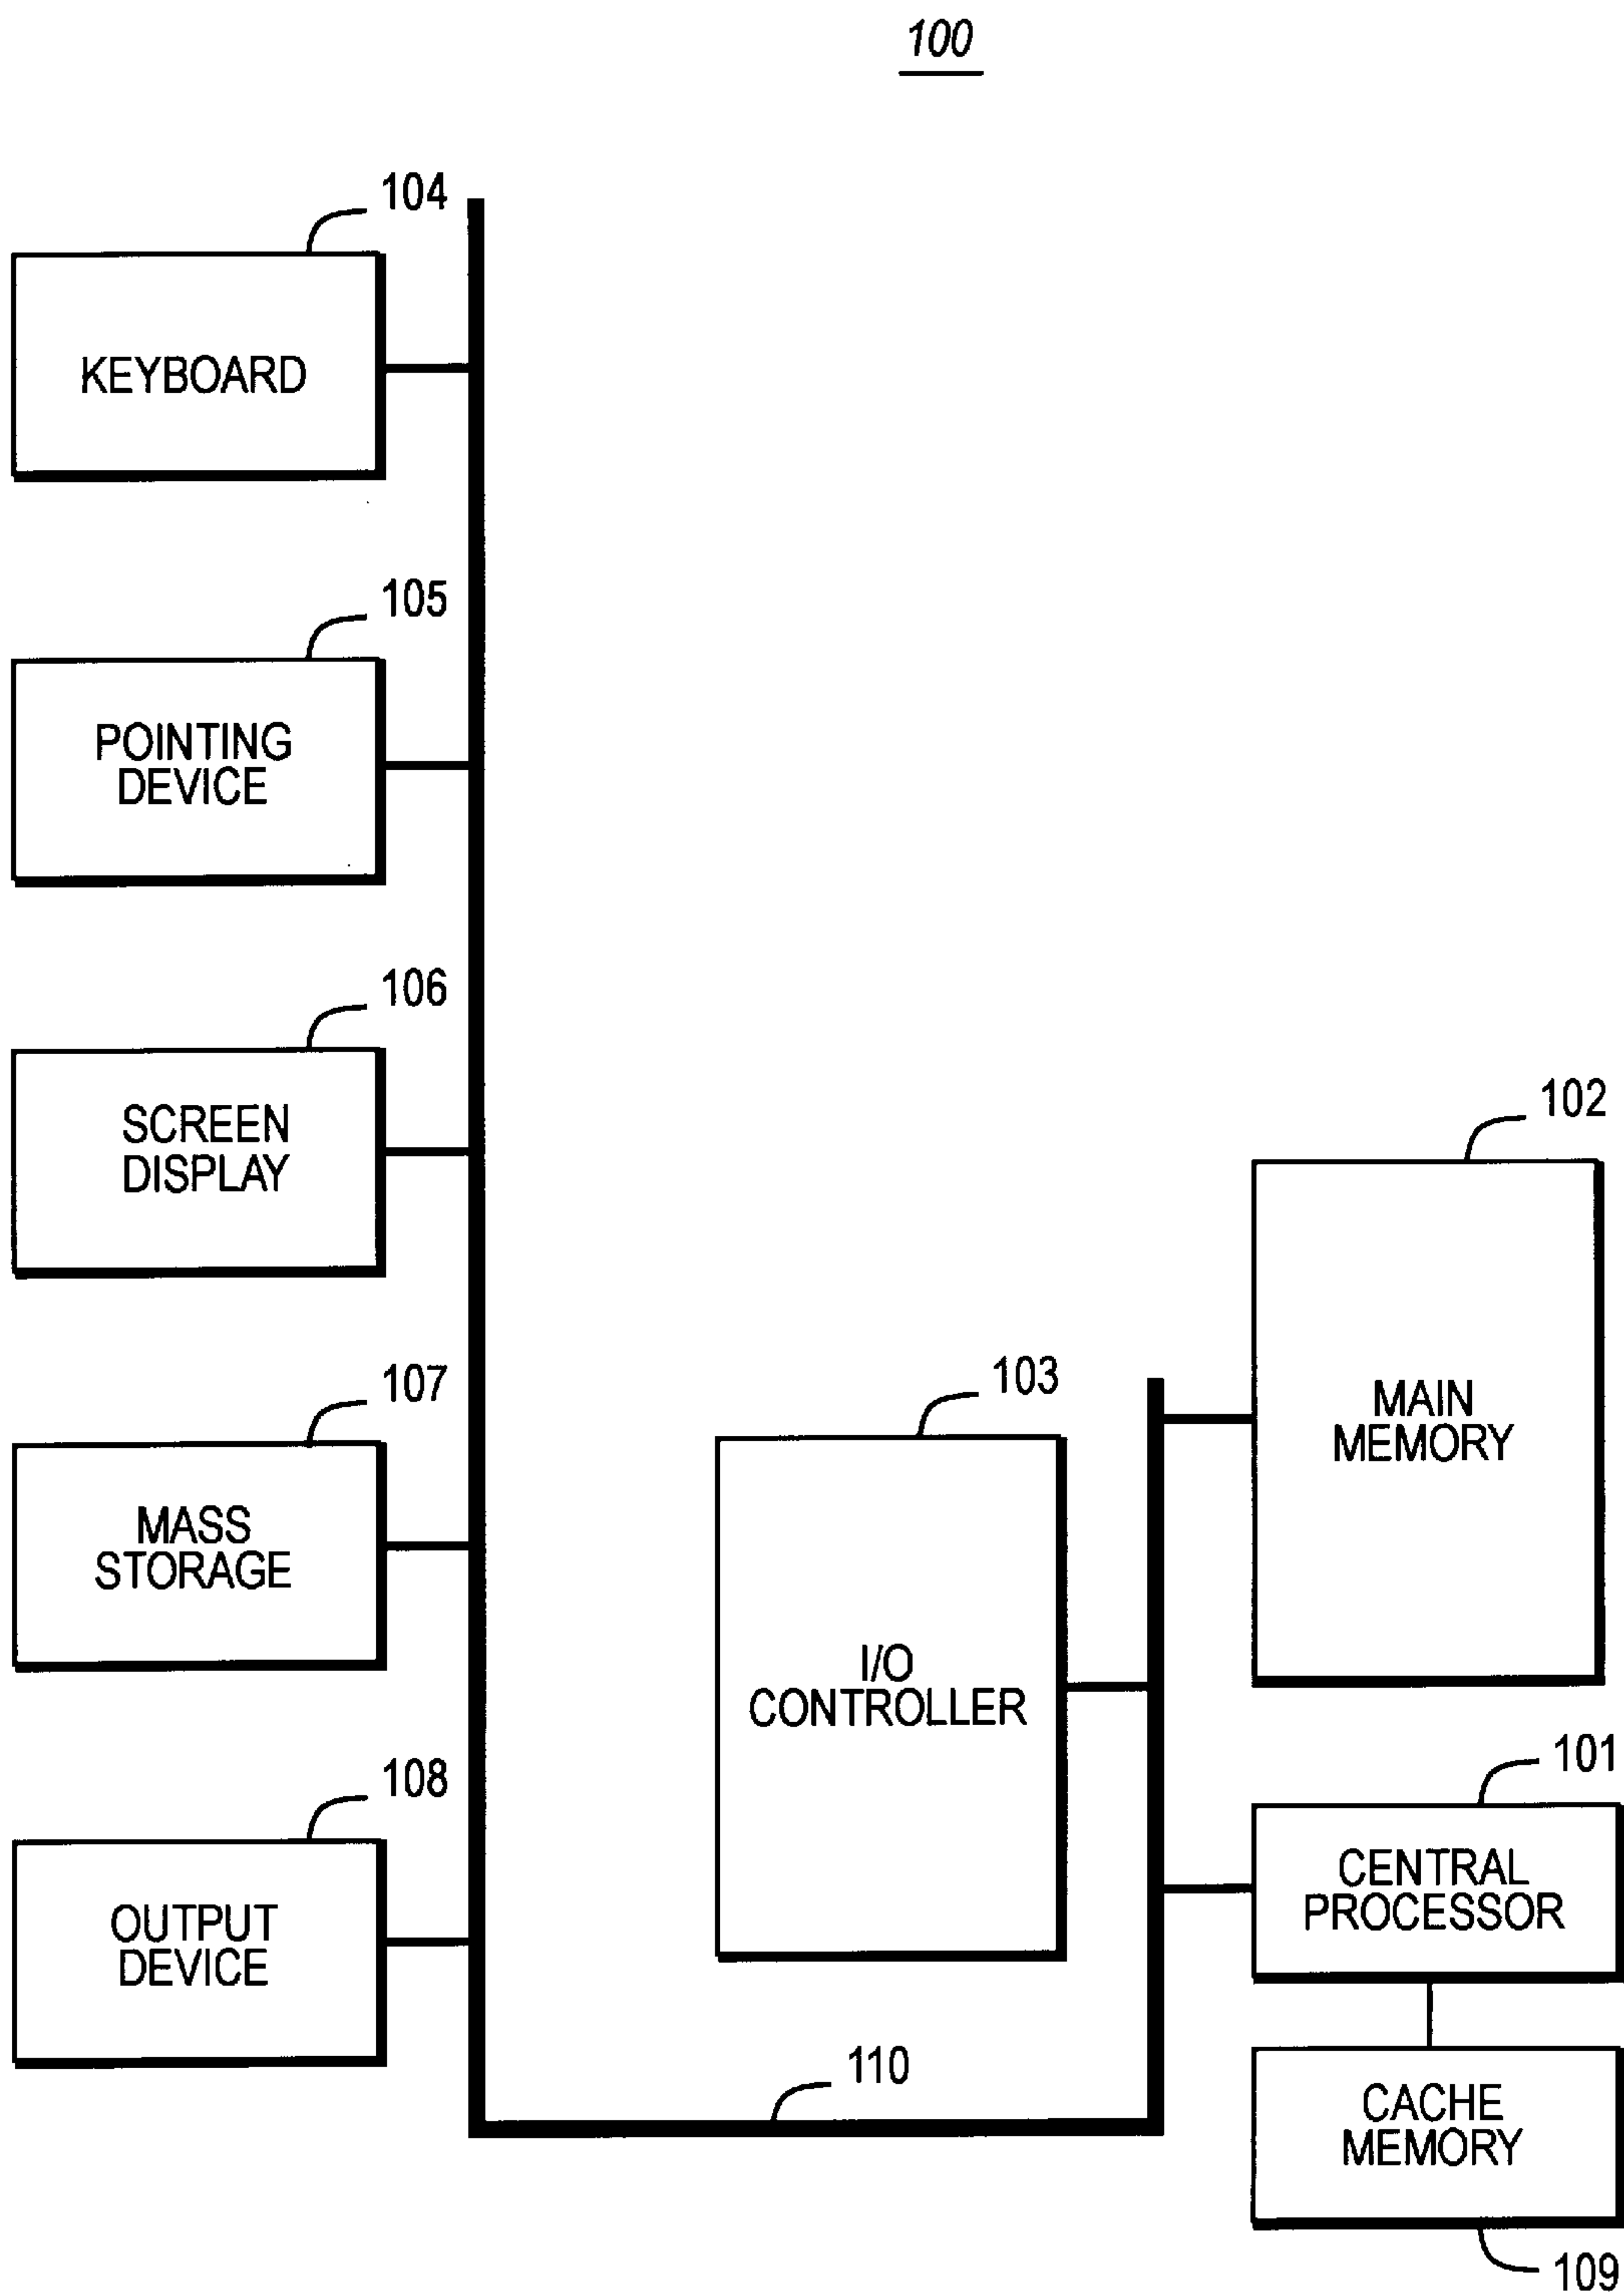 100
104
KEYBOARD
105
POINTING
DEVICE
106
SCREEN
DISPLAY
107
MASS
STORAGE
108
OUTPUT
DEVICE
103
I/O
CONTROLLER
110
102
MAIN
MEMORY
101
CENTRAL
PROCESSOR
CACHE
MEMORY
109